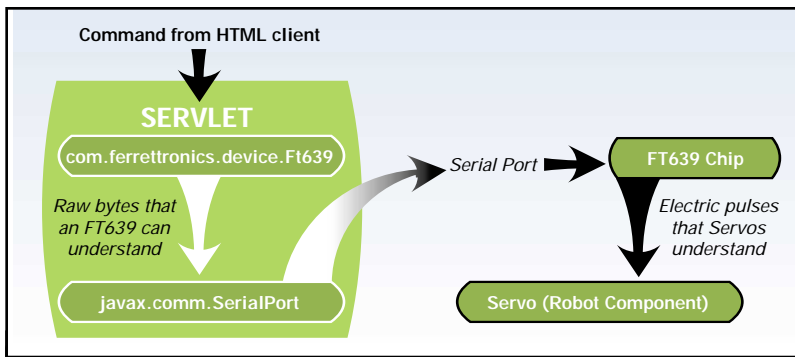 Command from HTML client
SERVLET
com.ferrettronics.device.Ft639
Raw bytes that
an FT639 can
understand
javax.comm.SerialPort
Serial Port
FT639 Chip
Electric pulses
that Servos
understand
Servo (Robot Component)